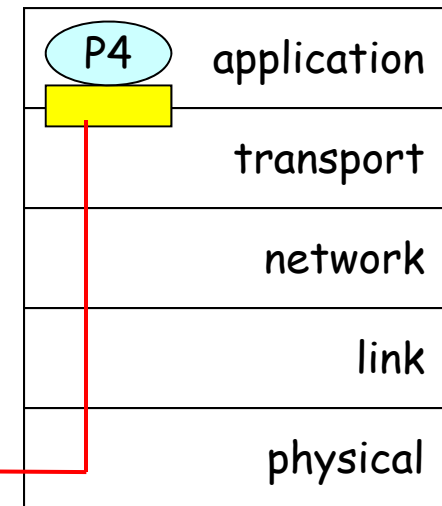 P4 application
transport
network
link
physical